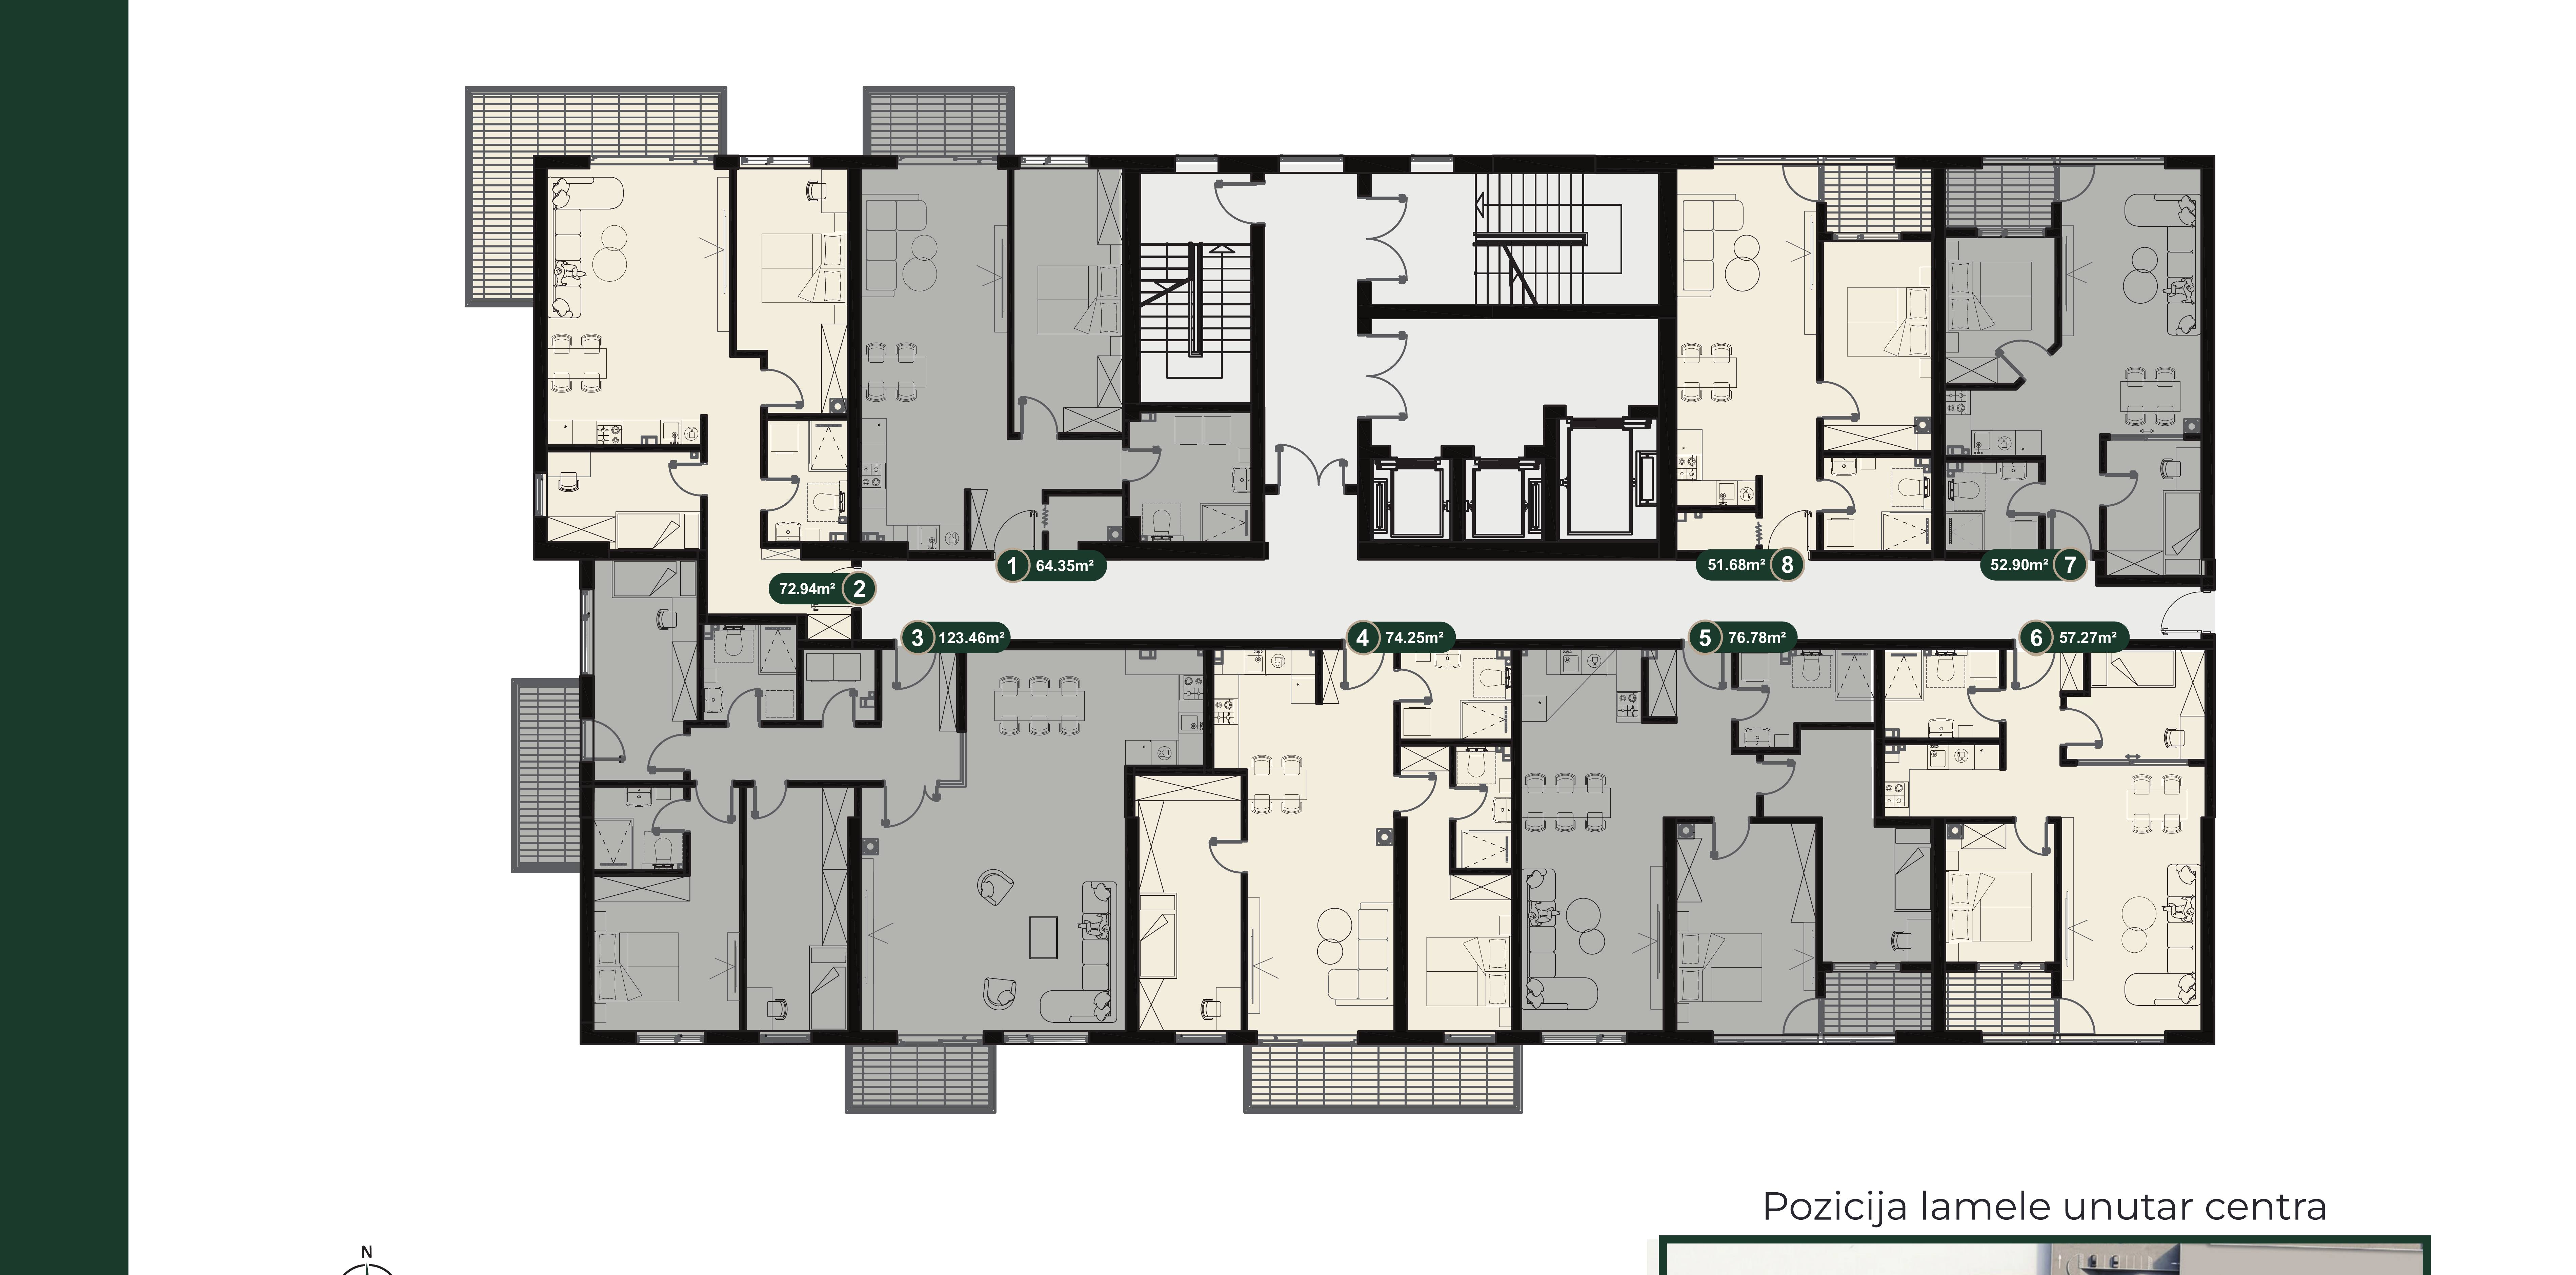 1 64.35m²
51.68m² 8
52.90m² 7
72.94m² 2
3 123.46m²
4 74.25m²
5 76.78m²
6 57.27m²
Pozicija lamele unutar centra
N